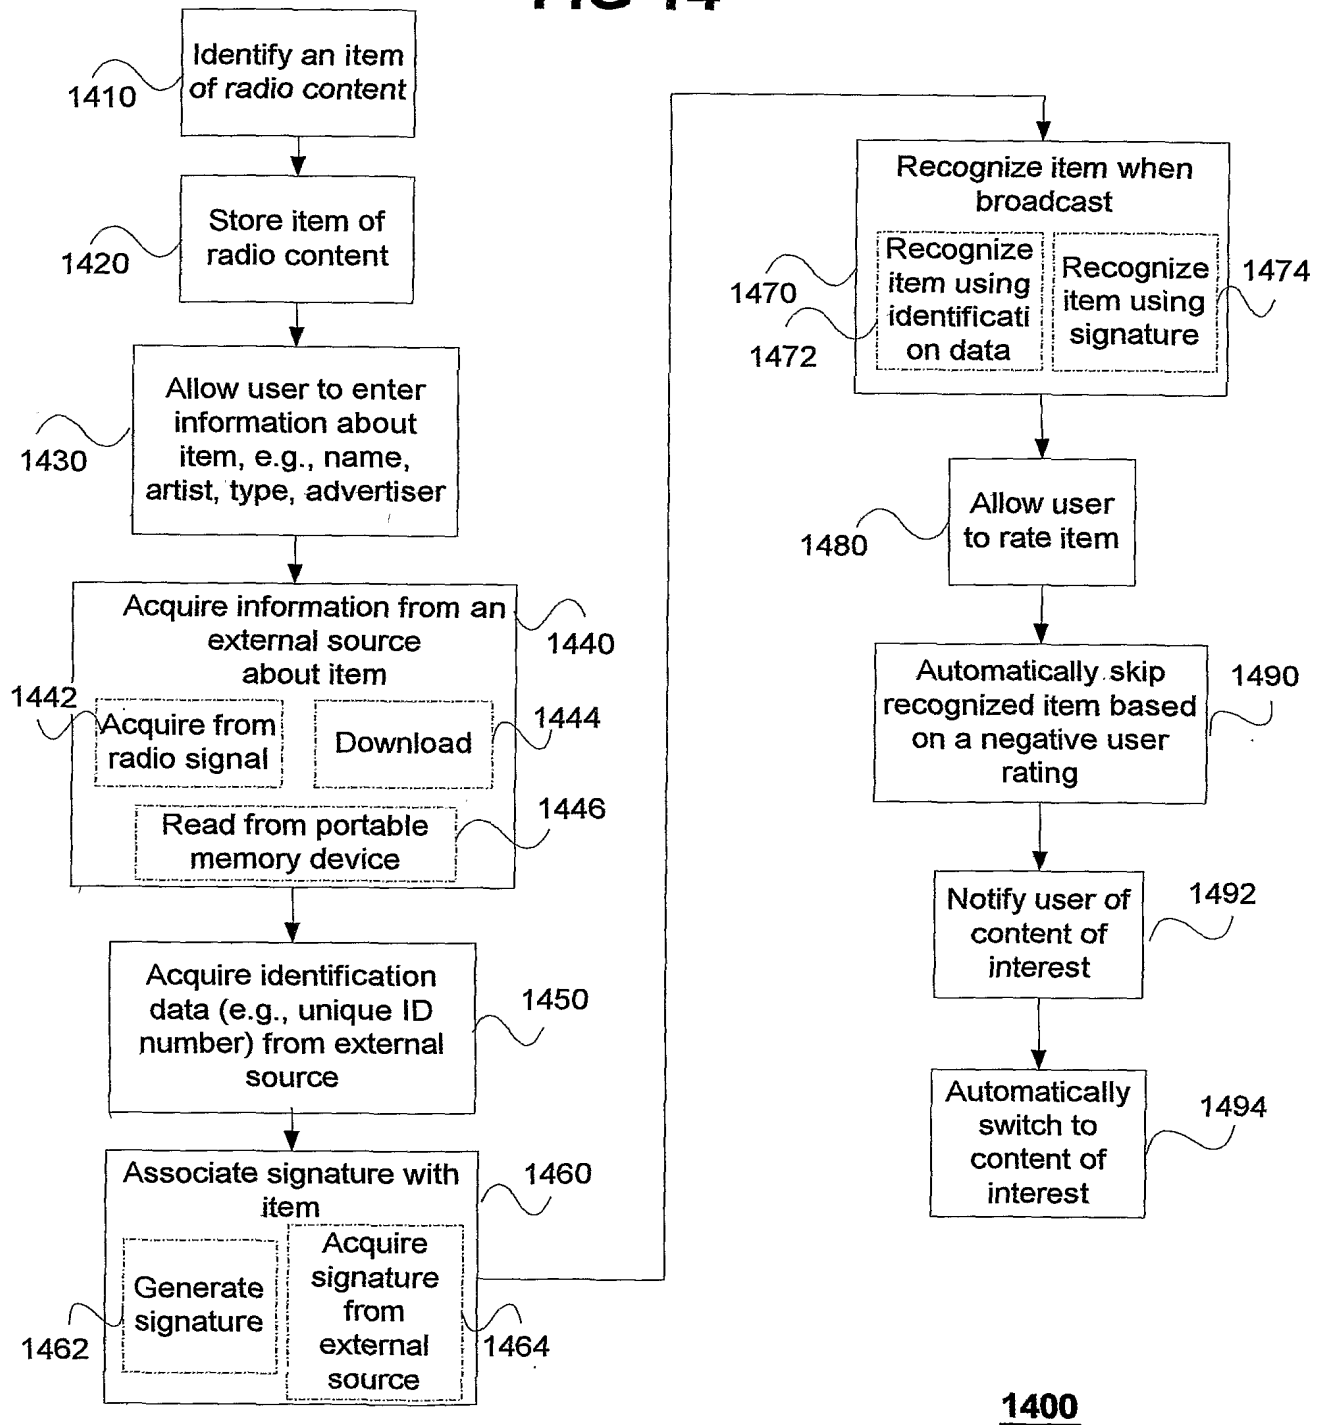 FIG 14
Identify an item
of radio content
1410
Store item of
radio content
1420
Allow user to enter
information about
item, e.g., name,
artist, type, advertiser
1430
Acquire information from an
external source
about item
1440
1442
Acquire from
radio signal
Download
1444
Read from portable
memory device
1446
Acquire identification
data (e.g., unique ID
number) from external
source
1450
Associate signature with
item
1460
Generate
signature
1462
Acquire
signature
from
external
source
1464
Recognize item when
broadcast
1470
Recognize
item using
identificati
on data
1472
Recognize
item using
signature
1474
Allow user
to rate item
1480
Automatically skip
recognized item based
on a negative user
rating
1490
Notify user of
content of
interest
1492
Automatically
switch to
content of
interest
1494
1400